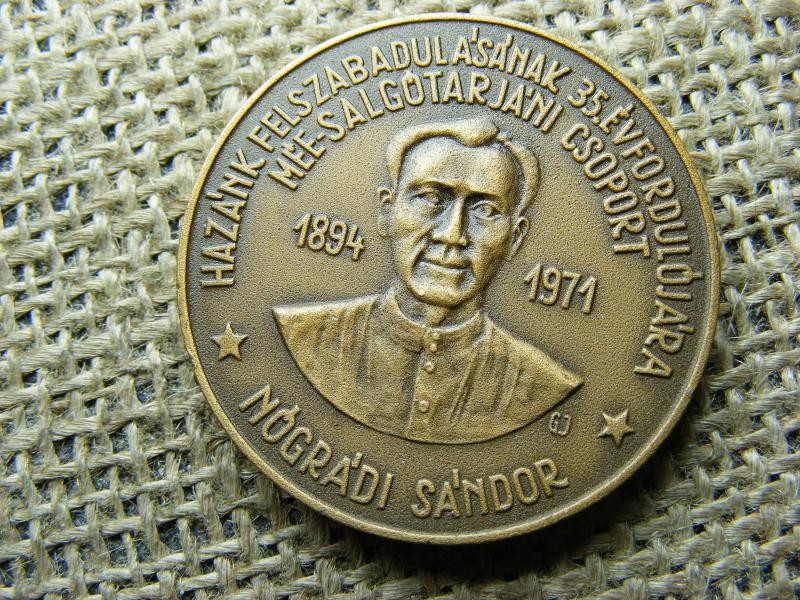 HAZÁNK FELSZABADULÁSÁNAK 35. ÉVFORDULÓJÁRA
MÉE-SALGÓTARJÁNI CSOPORT
1894
1971
GJ
NÓGRÁDI SÁNDOR